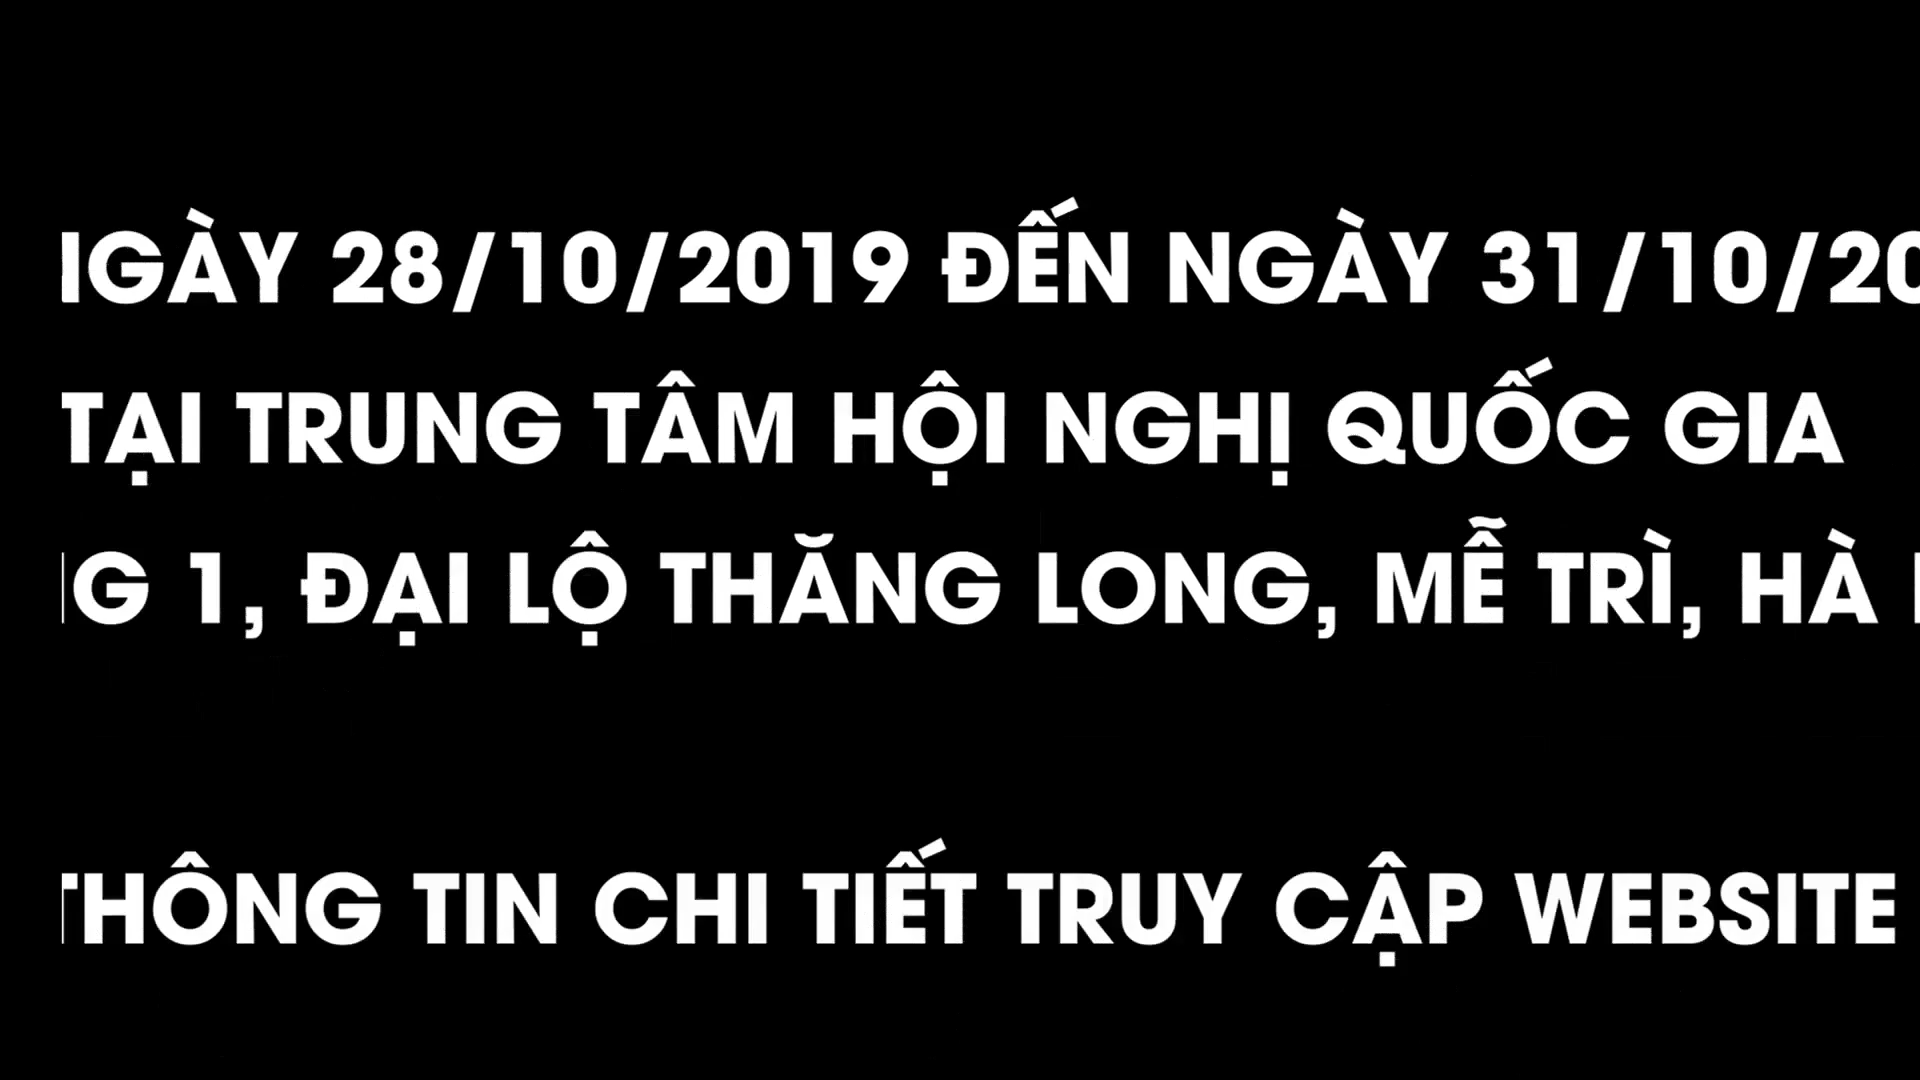 NGÀY 28/10/2019 ĐẾN NGÀY 31/10/20
TẠI TRUNG TÂM HỘI NGHỊ QUỐC GIA
G 1, ĐẠI LỘ THĂNG LONG, MỄ TRÌ, HÀ
THÔNG TIN CHI TIẾT TRUY CẬP WEBSITE